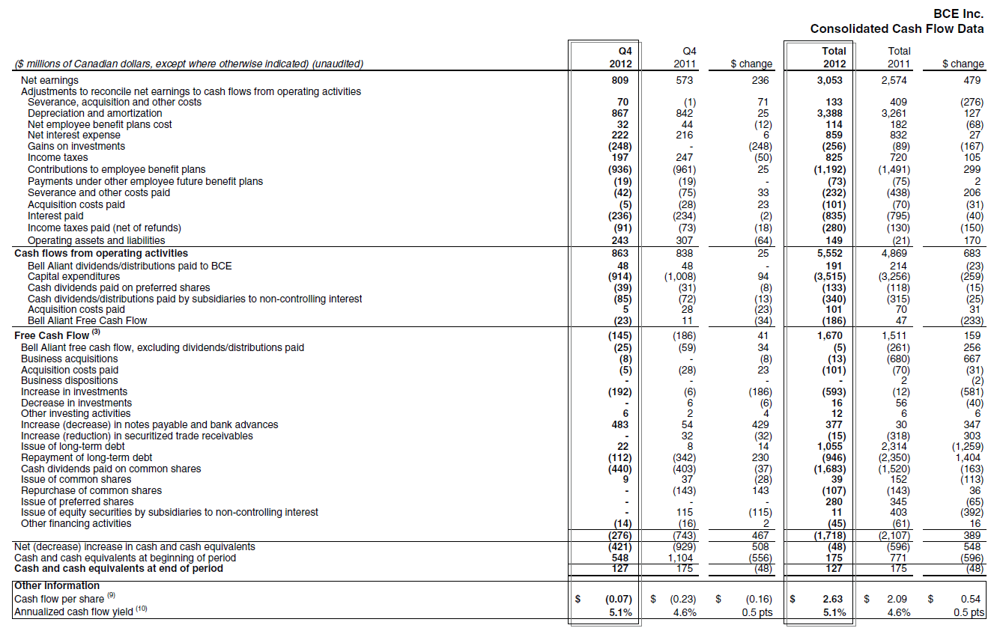 BCE Inc.
Consolidated Cash Flow Data
Q4 Q4 Total Total
($ millions of Canadian dollars, except where otherwise indicated) (unaudited) 2012 2011 $ change 2012 2011 $ change
Net earnings 809 573 236 3,053 2,574 479
Adjustments to reconcile net earnings to cash flows from operating activities
Severance, acquisition and other costs 70 (1) 71 133 409 (276)
Depreciation and amortization 867 842 25 3,388 3,261 127
Net employee benefit plans cost 32 44 (12) 114 182 (68)
Net interest expense 222 216 6 859 832 27
Gains on investments (248) - (248) (256) (89) (167)
Income taxes 197 247 (50) 825 720 105
Contributions to employee benefit plans (936) (961) 25 (1,192) (1,491) 299
Payments under other employee future benefit plans (19) (19) - (73) (75) 2
Severance and other costs paid (42) (75) 33 (232) (438) 206
Acquisition costs paid (5) (28) 23 (101) (70) (31)
Interest paid (236) (234) (2) (835) (795) (40)
Income taxes paid (net of refunds) (91) (73) (18) (280) (130) (150)
Operating assets and liabilities 243 307 (64) 149 (21) 170
Cash flows from operating activities 863 838 25 5,552 4,869 683
Bell Aliant dividends/distributions paid to BCE 48 48 - 191 214 (23)
Capital expenditures (914) (1,008) 94 (3,515) (3,256) (259)
Cash dividends paid on preferred shares (39) (31) (8) (133) (118) (15)
Cash dividends/distributions paid by subsidiaries to non-controlling interest (85) (72) (13) (340) (315) (25)
Acquisition costs paid 5 28 (23) 101 70 31
Bell Aliant Free Cash Flow (23) 11 (34) (186) 47 (233)
Free Cash Flow (3) (145) (186) 41 1,670 1,511 159
Bell Aliant free cash flow, excluding dividends/distributions paid (25) (59) 34 (5) (261) 256
Business acquisitions (8) - (8) (13) (680) 667
Acquisition costs paid (5) (28) 23 (101) (70) (31)
Business dispositions - - - - 2 (2)
Increase in investments (192) (6) (186) (593) (12) (581)
Decrease in investments - 6 (6) 16 56 (40)
Other investing activities 6 2 4 12 6 6
Increase (decrease) in notes payable and bank advances 483 54 429 377 30 347
Increase (reduction) in securitized trade receivables - 32 (32) (15) (318) 303
Issue of long-term debt 22 8 14 1,055 2,314 (1,259)
Repayment of long-term debt (112) (342) 230 (946) (2,350) 1,404
Cash dividends paid on common shares (440) (403) (37) (1,683) (1,520) (163)
Issue of common shares 9 37 (28) 39 152 (113)
Repurchase of common shares - (143) 143 (107) (143) 36
Issue of preferred shares - - - 280 345 (65)
Issue of equity securities by subsidiaries to non-controlling interest - 115 (115) 11 403 (392)
Other financing activities (14) (16) 2 (45) (61) 16
(276) (743) 467 (1,718) (2,107) 389
Net (decrease) increase in cash and cash equivalents (421) (929) 508 (48) (596) 548
Cash and cash equivalents at beginning of period 548 1,104 (556) 175 771 (596)
Cash and cash equivalents at end of period 127 175 (48) 127 175 (48)
Other Information
Cash flow per share (9) $ (0.07) $ (0.23) $ (0.16) $ 2.63 $ 2.09 $ 0.54
Annualized cash flow yield (10) 5.1% 4.6% 0.5 pts 5.1% 4.6% 0.5 pts